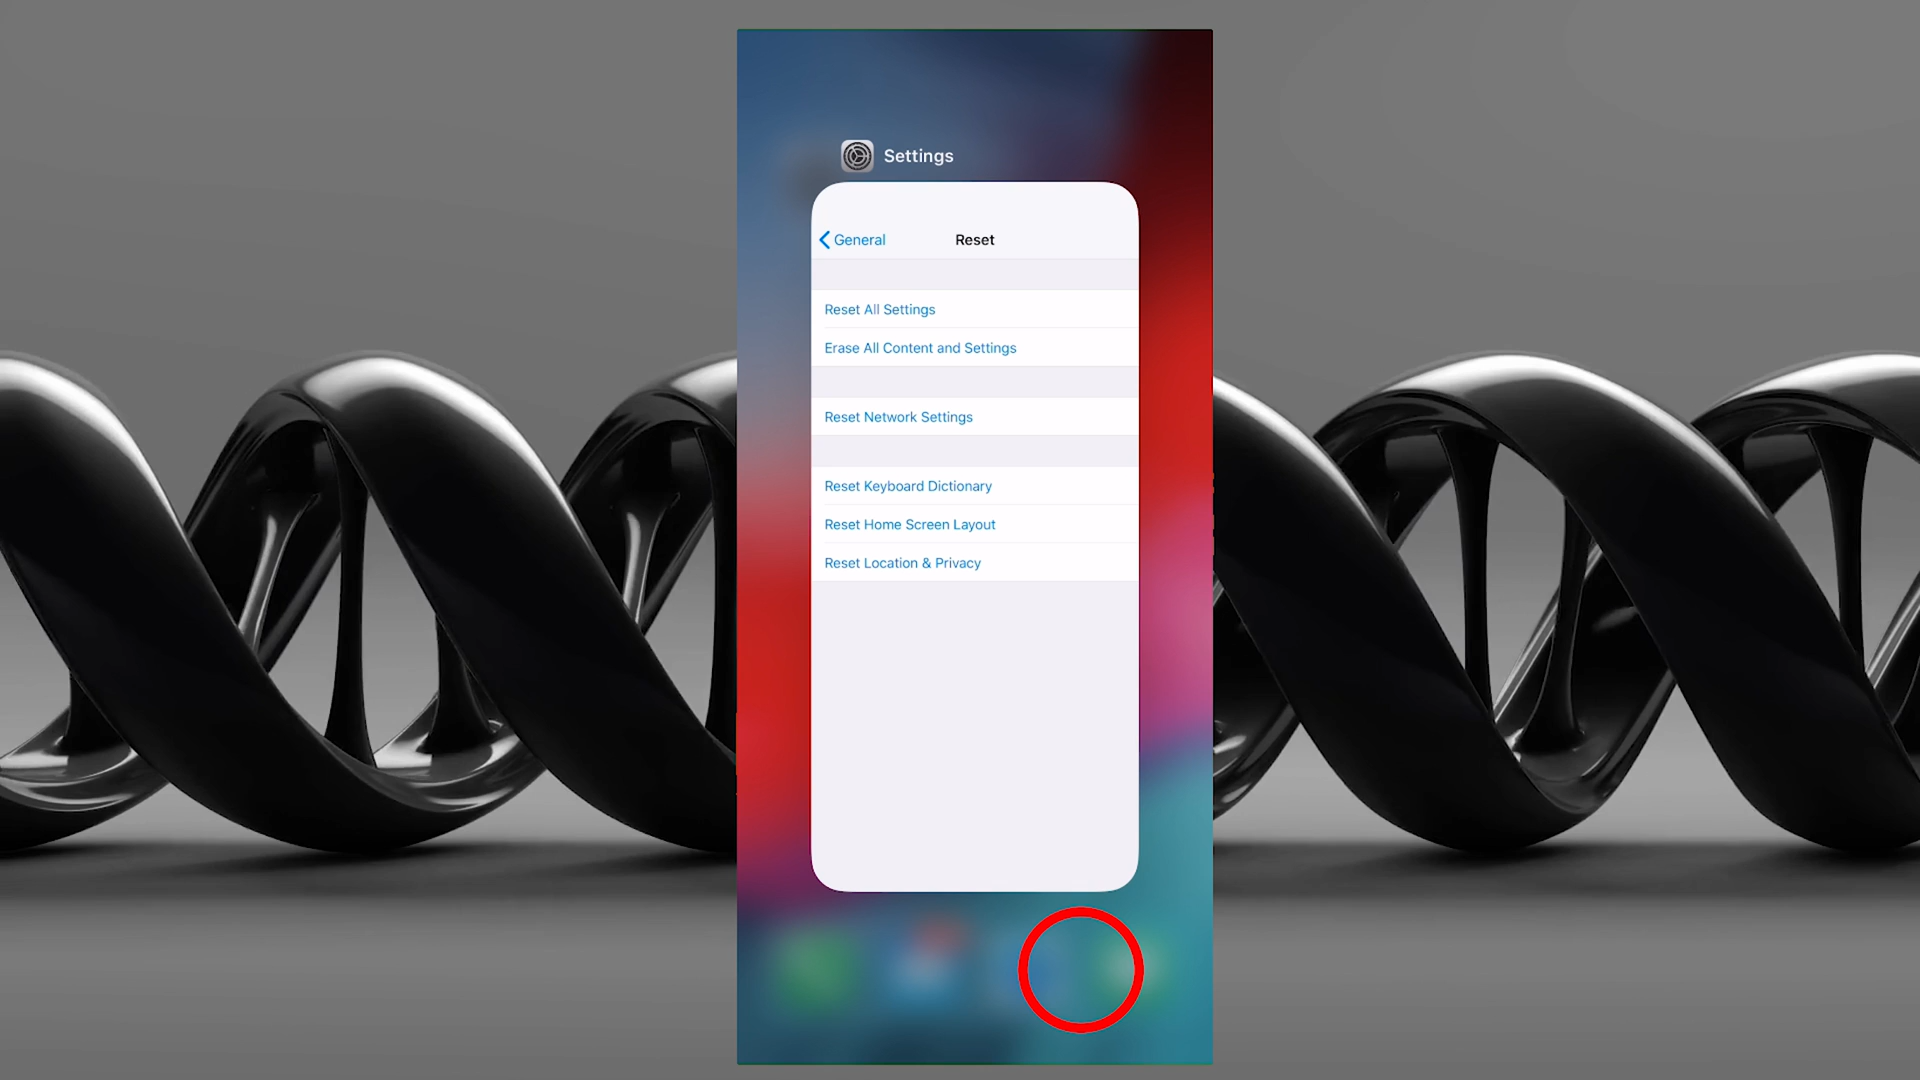 Settings
General
Reset
Reset All Settings
Erase All Content and Settings
Reset Network Settings
Reset Keyboard Dictionary
Reset Home Screen Layout
Reset Location & Privacy